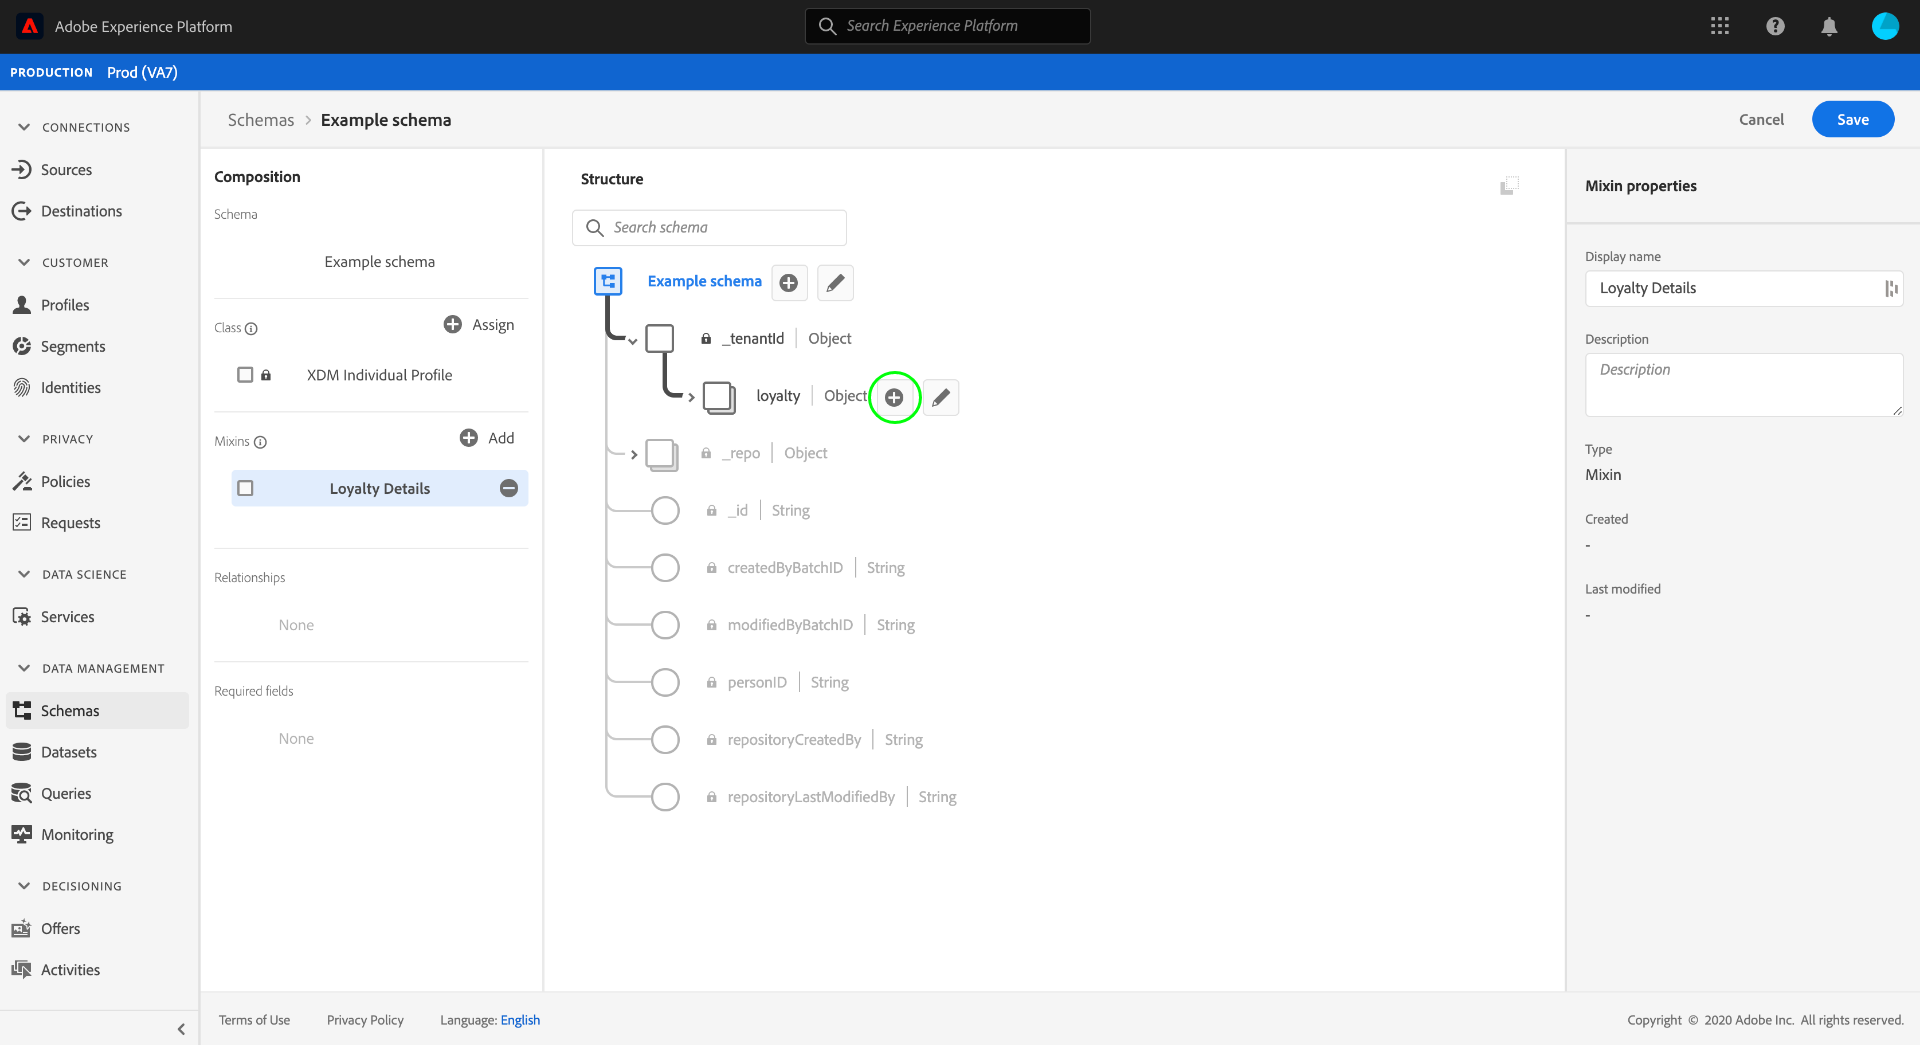 Adobe Experience Platform
Search Experience Platform
PRODUCTION Prod (VA7)
CONNECTIONS
Sources
Destinations
CUSTOMER
Profiles
Segments
Identities
PRIVACY
Policies
Requests
DATA SCIENCE
Services
DATA MANAGEMENT
Schemas
Datasets
Queries
Monitoring
DECISIONING
Offers
Activities
Schemas > Example schema
Cancel
Save
Composition
Schema
Example schema
Class
Assign
XDM Individual Profile
Mixins
Add
Loyalty Details
Relationships
None
Required fields
None
Structure
Search schema
Example schema
_tenantId | Object
loyalty | Object
_repo | Object
_id | String
createdByBatchID | String
modifiedByBatchID | String
personID | String
repositoryCreatedBy | String
repositoryLastModifiedBy | String
Mixin properties
Display name
Loyalty Details
Description
Description
Type
Mixin
Created
-
Last modified
-
Terms of Use
Privacy Policy
Language: English
Copyright © 2020 Adobe Inc. All rights reserved.